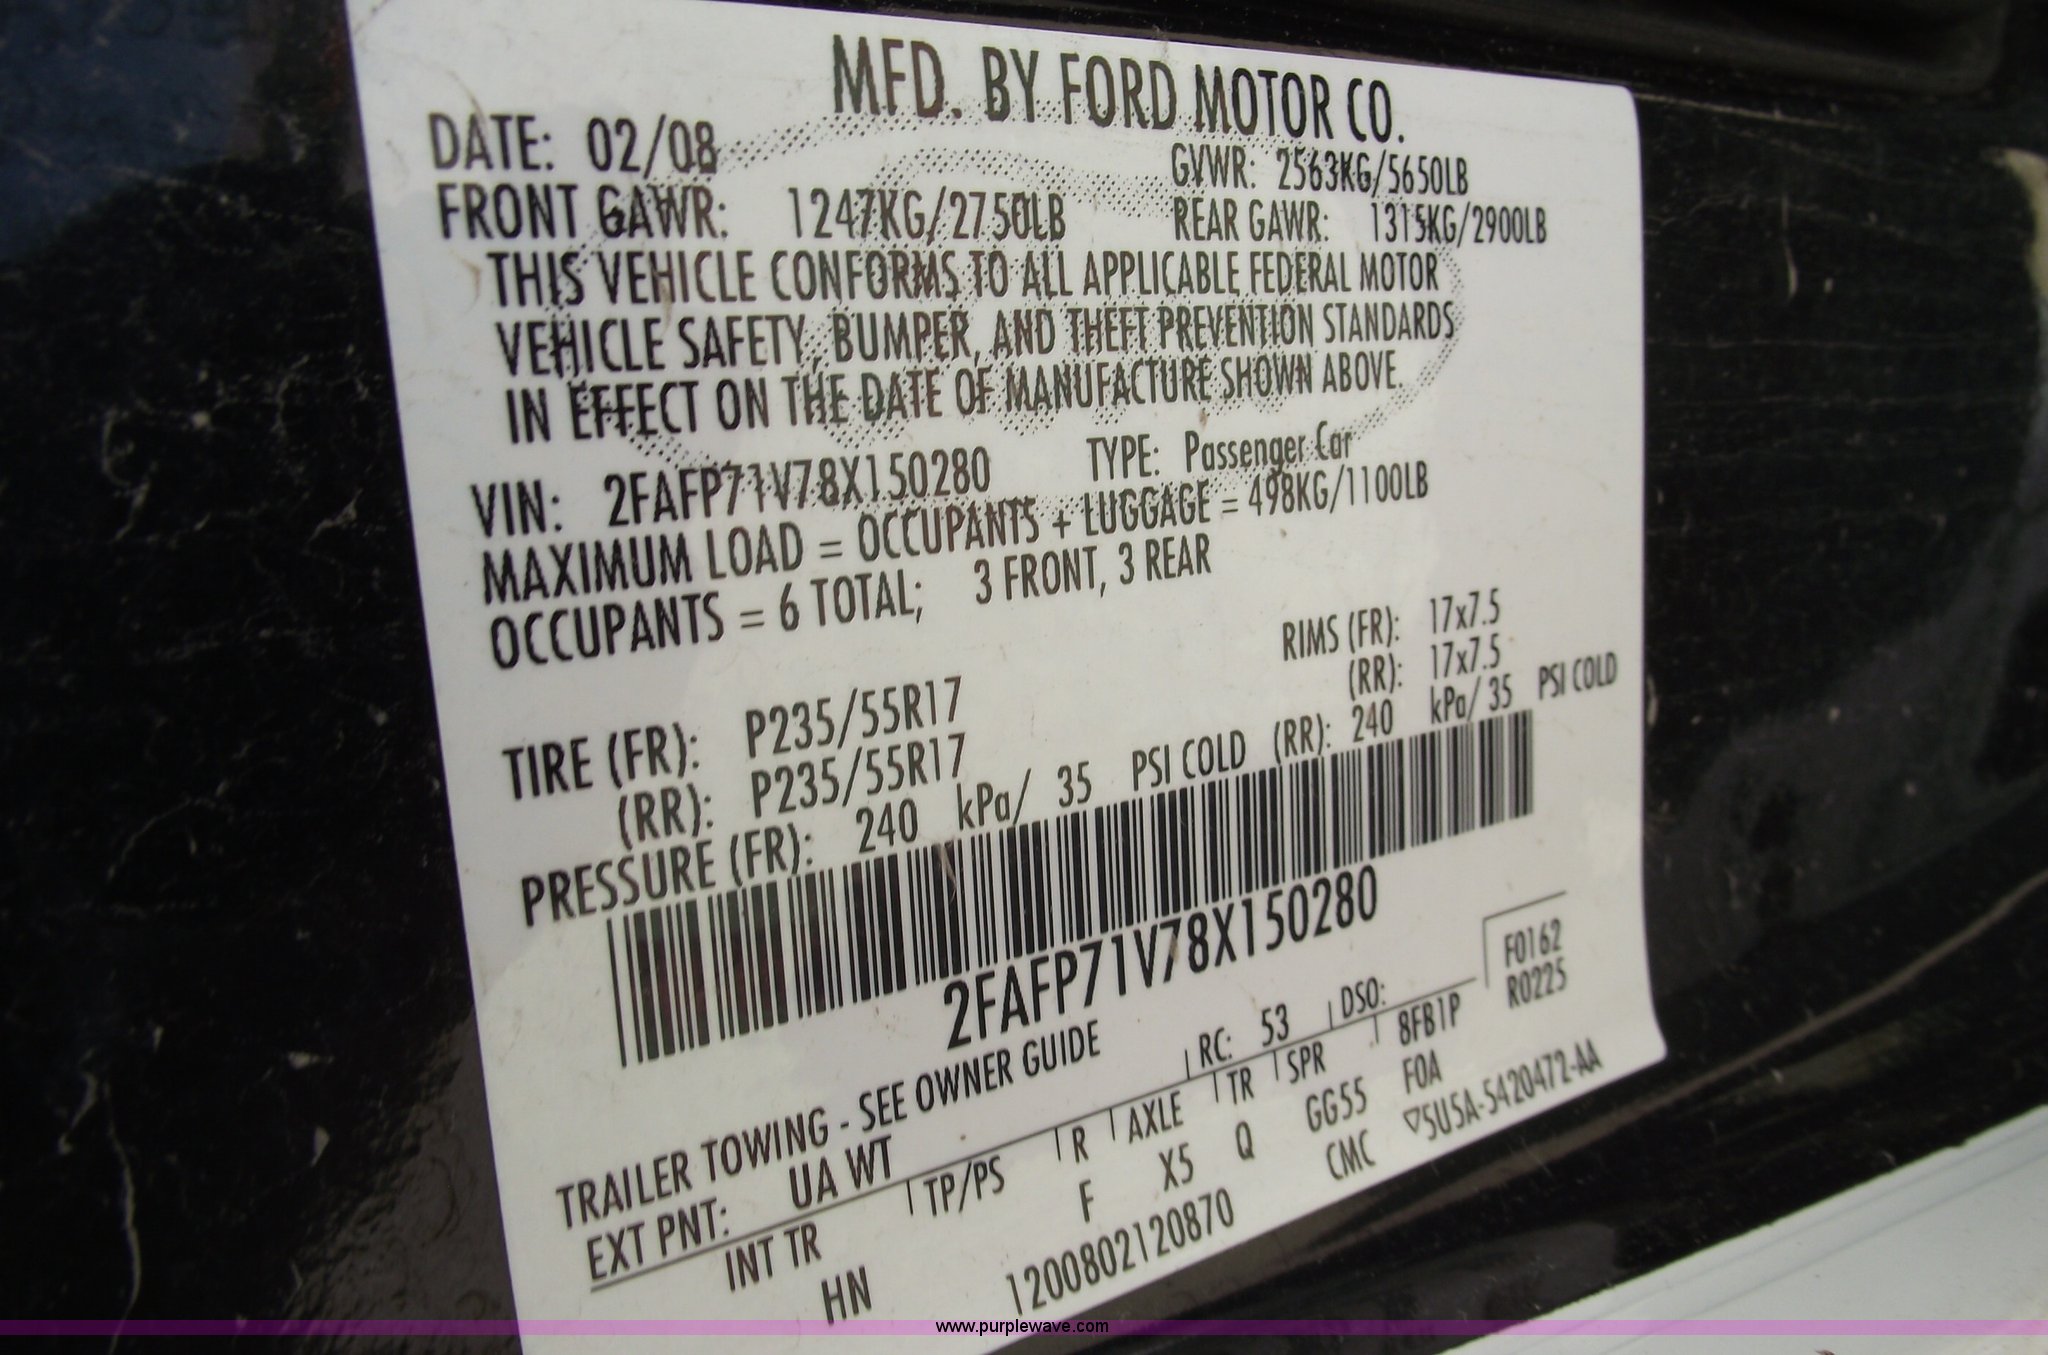 MFD. BY FORD MOTOR CO.
DATE: 02/08 GVWR: 2563KG/5650LB
FRONT GAWR: 1247KG/2750LB REAR GAWR: 1315KG/2900LB
THIS VEHICLE CONFORMS TO ALL APPLICABLE FEDERAL MOTOR
VEHICLE SAFETY, BUMPER, AND THEFT PREVENTION STANDARDS
IN EFFECT ON THE DATE OF MANUFACTURE SHOWN ABOVE.
VIN: 2FAFP71V78X150280 TYPE: Passenger Car
MAXIMUM LOAD = OCCUPANTS + LUGGAGE = 498KG/1100LB
OCCUPANTS = 6 TOTAL; 3 FRONT, 3 REAR
TIRE (FR): P235/55R17 RIMS (FR): 17x7.5
(RR): P235/55R17 (RR): 17x7.5
PRESSURE (FR): 240 kPa/ 35 PSI COLD (RR): 240 kPa/ 35 PSI COLD
2FAFP71V78X150280
F0162
R0225
TRAILER TOWING - SEE OWNER GUIDE
EXT PNT: UA WT RC: 53 DSO:
INT TR TP/PS R AXLE TR SPR 8FB1P
HN F X5 Q GG55 FOA
1200802120870 CMC ▽5U5A-5420472-AA
www.purplewave.com